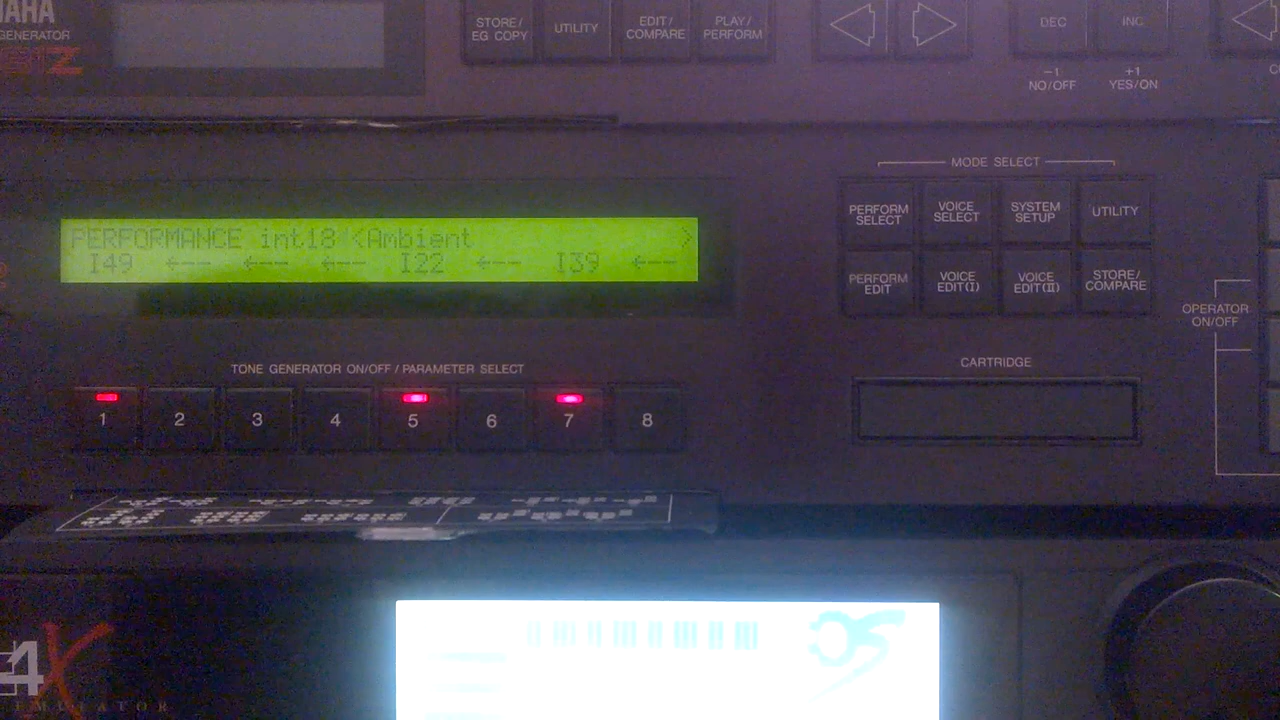 YAMAHA
GENERATOR
STORE/
EG COPY
UTILITY
EDIT/
COMPARE
PLAY/
PERFORM
DEC
INC
-1
NO/OFF
+1
YES/ON
MODE SELECT
PERFORM
SELECT
VOICE
SELECT
SYSTEM
SETUP
UTILITY
PERFORM
EDIT
VOICE
EDIT(I)
VOICE
EDIT(II)
STORE/
COMPARE
PERFORMANCE int18 <Ambient >
I49 ←-- ←-- ←-- I22 ←-- I39 ←--
OPERATOR
ON/OFF
TONE GENERATOR ON/OFF / PARAMETER SELECT
CARTRIDGE
1 2 3 4 5 6 7 8
4X
EMULATOR